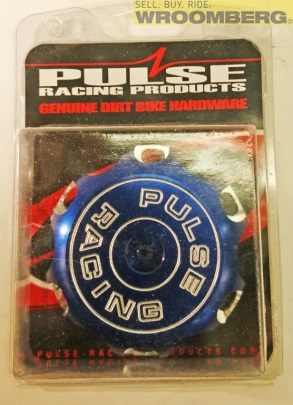 SELL. BUY. RIDE.
WROOMBERG®
PULSE
RACING PRODUCTS
GENUINE DIRT BIKE HARDWARE
PULSE
RACING